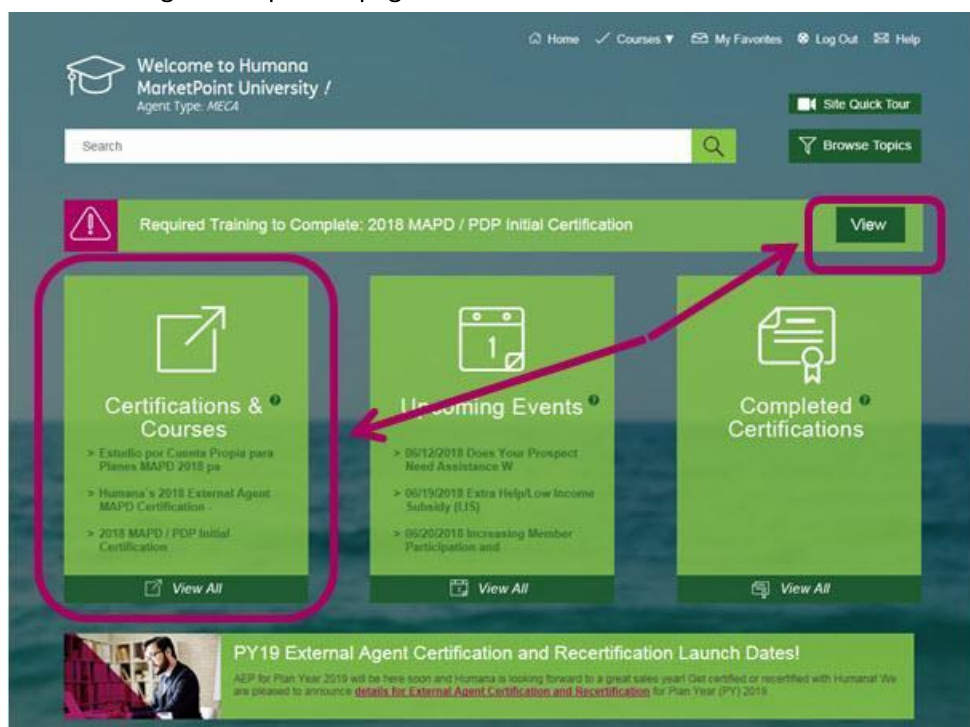 Home Courses ▼ My Favorites Log Out Help
Welcome to Humana
MarketPoint University !
Agent Type: MECA
Site Quick Tour
Search
Browse Topics
Required Training to Complete: 2018 MAPD / PDP Initial Certification
View
Certifications &
Courses
> Estudio por Cuenta Propia para
Planes MAPD 2018 pa
> Humana's 2018 External Agent
MAPD Certification -
> 2018 MAPD / PDP Initial
Certification
View All
Upcoming Events
> 06/12/2018 Does Your Prospect
Need Assistance W
> 06/19/2018 Extra Help/Low Income
Subsidy (LIS)
> 06/20/2018 Increasing Member
Participation and
View All
Completed
Certifications
View All
PY19 External Agent Certification and Recertification Launch Dates!
AEP for Plan Year 2019 will be here soon and Humana is looking forward to a great sales year! Get certified or recertified with Humana! We
are pleased to announce details for External Agent Certification and Recertification for Plan Year (PY) 2019.